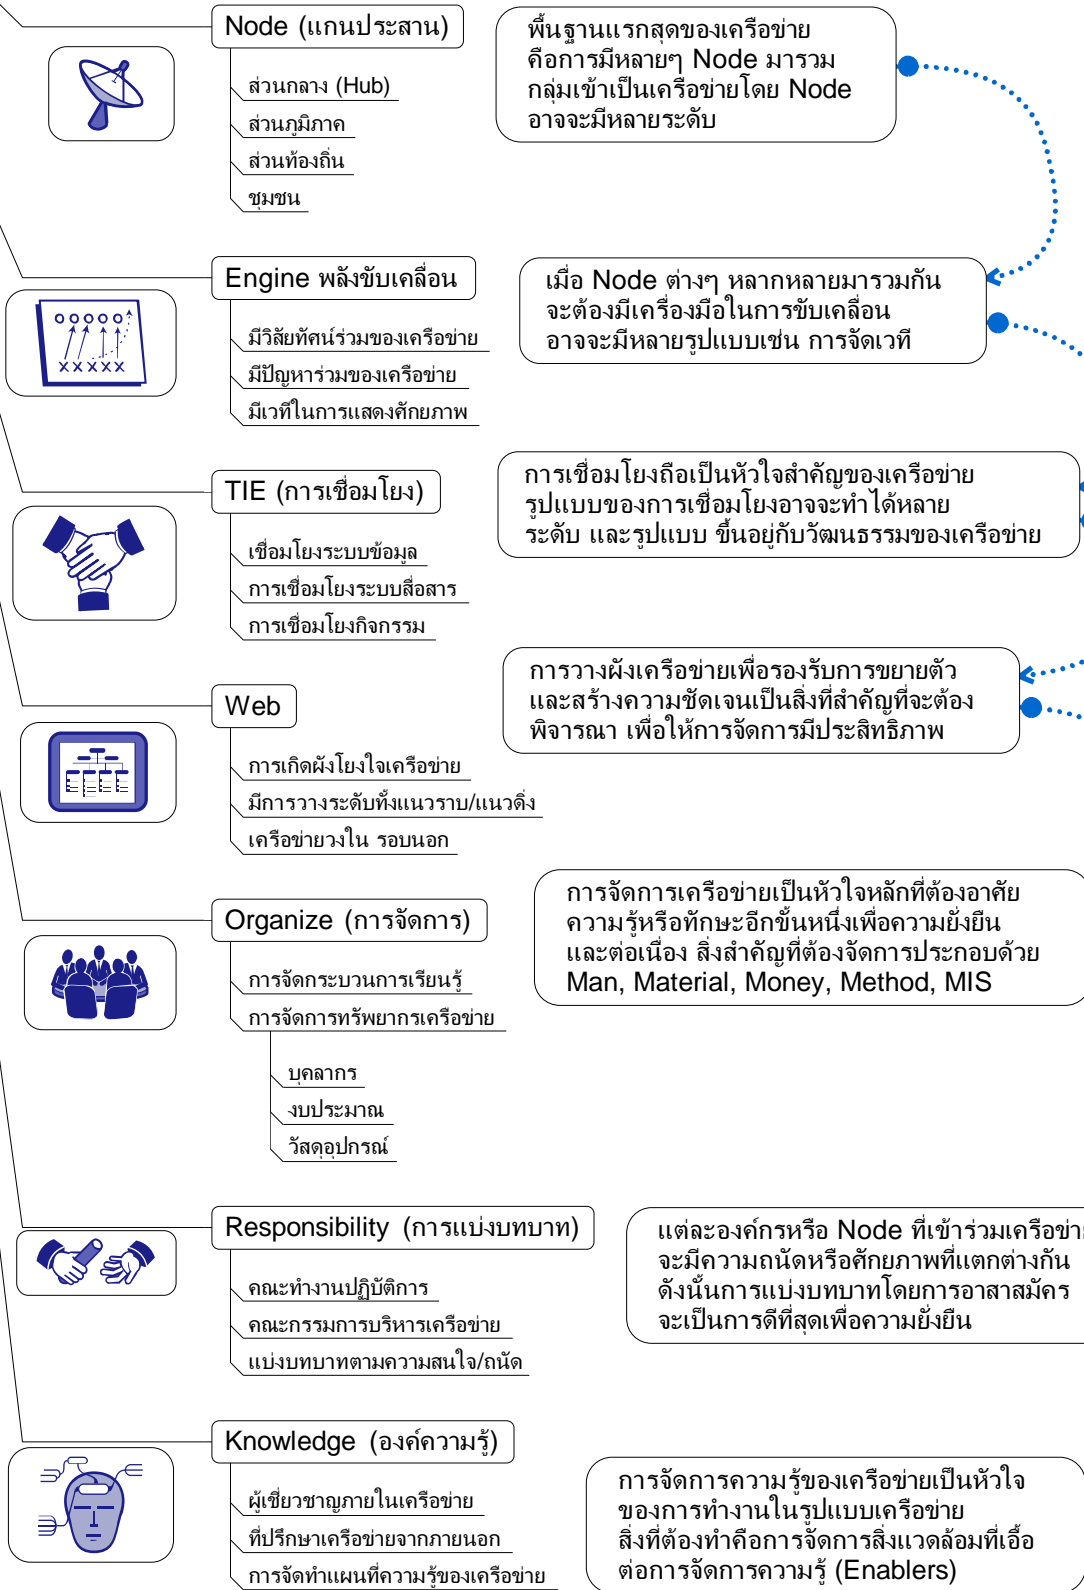 Node (แกนประสาน)
ส่วนกลาง (Hub)
ส่วนภูมิภาค
ส่วนท้องถิ่น
ชุมชน
พื้นฐานแรกสุดของเครือข่าย
คือการมีหลายๆ Node มารวม
กลุ่มเข้าเป็นเครือข่ายโดย Node
อาจจะมีหลายระดับ
Engine พลังขับเคลื่อน
มีวิสัยทัศน์ร่วมของเครือข่าย
มีปัญหาร่วมของเครือข่าย
มีเวทีในการแสดงศักยภาพ
เมื่อ Node ต่างๆ หลากหลายมารวมกัน
จะต้องมีเครื่องมือในการขับเคลื่อน
อาจจะมีหลายรูปแบบเช่น การจัดเวที
TIE (การเชื่อมโยง)
เชื่อมโยงระบบข้อมูล
การเชื่อมโยงระบบสื่อสาร
การเชื่อมโยงกิจกรรม
การเชื่อมโยงถือเป็นหัวใจสำคัญของเครือข่าย
รูปแบบของการเชื่อมโยงอาจจะทำได้หลาย
ระดับ และรูปแบบ ขึ้นอยู่กับวัฒนธรรมของเครือข่าย
Web
การเกิดผังโยงใจเครือข่าย
มีการวางระดับทั้งแนวราบ/แนวดิ่ง
เครือข่ายวงใน รอบนอก
การวางผังเครือข่ายเพื่อรองรับการขยายตัว
และสร้างความชัดเจนเป็นสิ่งที่สำคัญที่จะต้อง
พิจารณา เพื่อให้การจัดการมีประสิทธิภาพ
Organize (การจัดการ)
การจัดกระบวนการเรียนรู้
การจัดการทรัพยากรเครือข่าย
บุคลากร
งบประมาณ
วัสดุอุปกรณ์
การจัดการเครือข่ายเป็นหัวใจหลักที่ต้องอาศัย
ความรู้หรือทักษะอีกขั้นหนึ่งเพื่อความยั่งยืน
และต่อเนื่อง สิ่งสำคัญที่ต้องจัดการประกอบด้วย
Man, Material, Money, Method, MIS
Responsibility (การแบ่งบทบาท)
คณะทำงานปฏิบัติการ
คณะกรรมการบริหารเครือข่าย
แบ่งบทบาทตามความสนใจ/ถนัด
แต่ละองค์กรหรือ Node ที่เข้าร่วมเครือข่าย
จะมีความถนัดหรือศักยภาพที่แตกต่างกัน
ดังนั้นการแบ่งบทบาทโดยการอาสาสมัคร
จะเป็นการดีที่สุดเพื่อความยั่งยืน
Knowledge (องค์ความรู้)
ผู้เชี่ยวชาญภายในเครือข่าย
ที่ปรึกษาเครือข่ายจากภายนอก
การจัดทำแผนที่ความรู้ของเครือข่าย
การจัดการความรู้ของเครือข่ายเป็นหัวใจ
ของการทำงานในรูปแบบเครือข่าย
สิ่งที่ต้องทำคือการจัดการสิ่งแวดล้อมที่เอื้อ
ต่อการจัดการความรู้ (Enablers)